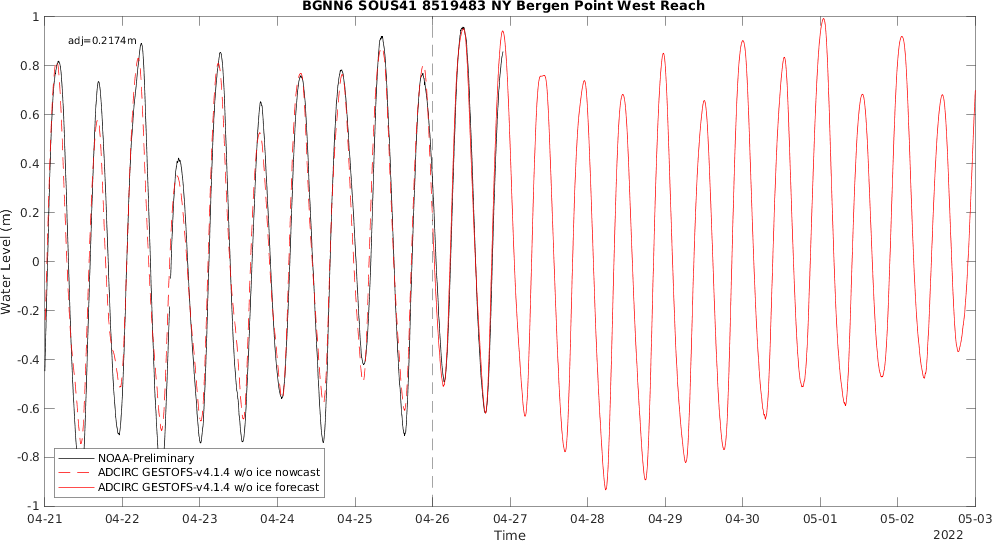 BGNN6 SOUS41 8519483 NY Bergen Point West Reach
adj=0.2174m
Water Level (m)
1
0.8
0.6
0.4
0.2
0
-0.2
-0.4
-0.6
-0.8
-1
NOAA-Preliminary
ADCIRC GESTOFS-v4.1.4 w/o ice nowcast
ADCIRC GESTOFS-v4.1.4 w/o ice forecast
04-21 04-22 04-23 04-24 04-25 04-26 04-27 04-28 04-29 04-30 05-01 05-02 05-03
Time
2022